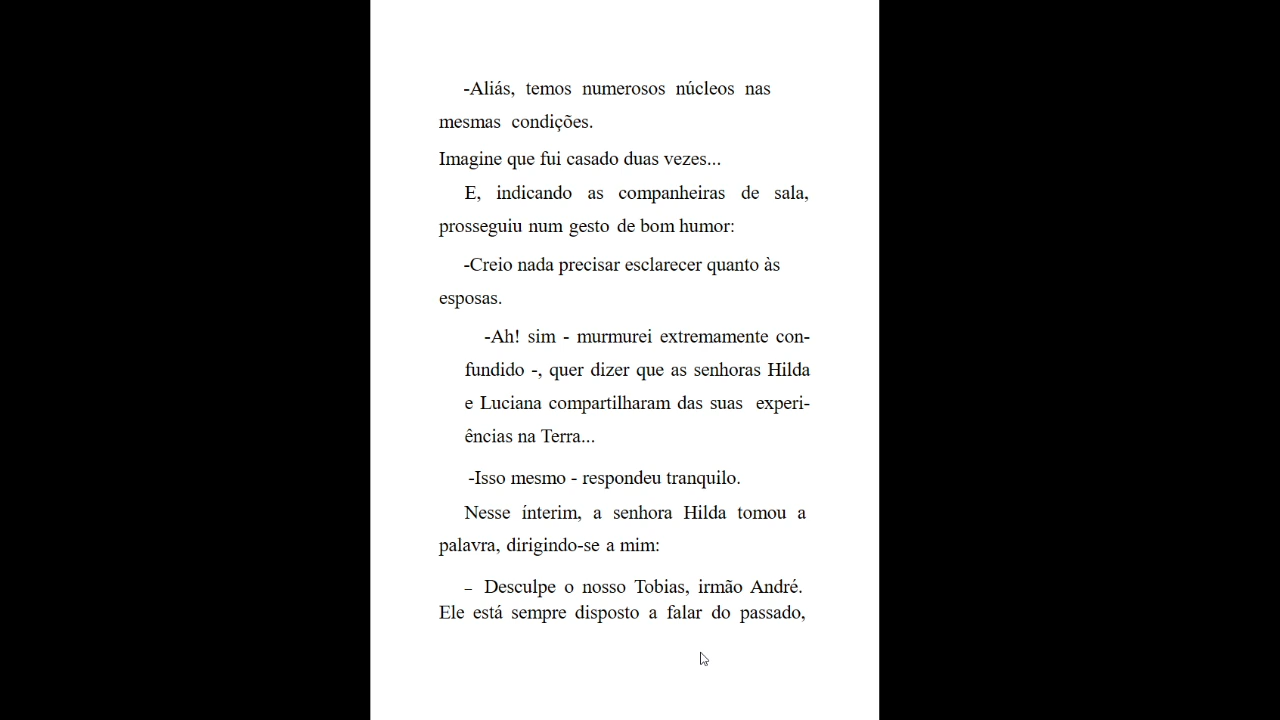 -Aliás, temos numerosos núcleos nas
mesmas condições.
Imagine que fui casado duas vezes...
E, indicando as companheiras de sala,
prosseguiu num gesto de bom humor:
-Creio nada precisar esclarecer quanto às
esposas.
-Ah! sim - murmurei extremamente con-
fundido -, quer dizer que as senhoras Hilda
e Luciana compartilharam das suas experi-
ências na Terra...
-Isso mesmo - respondeu tranquilo.
Nesse ínterim, a senhora Hilda tomou a
palavra, dirigindo-se a mim:
– Desculpe o nosso Tobias, irmão André.
Ele está sempre disposto a falar do passado,